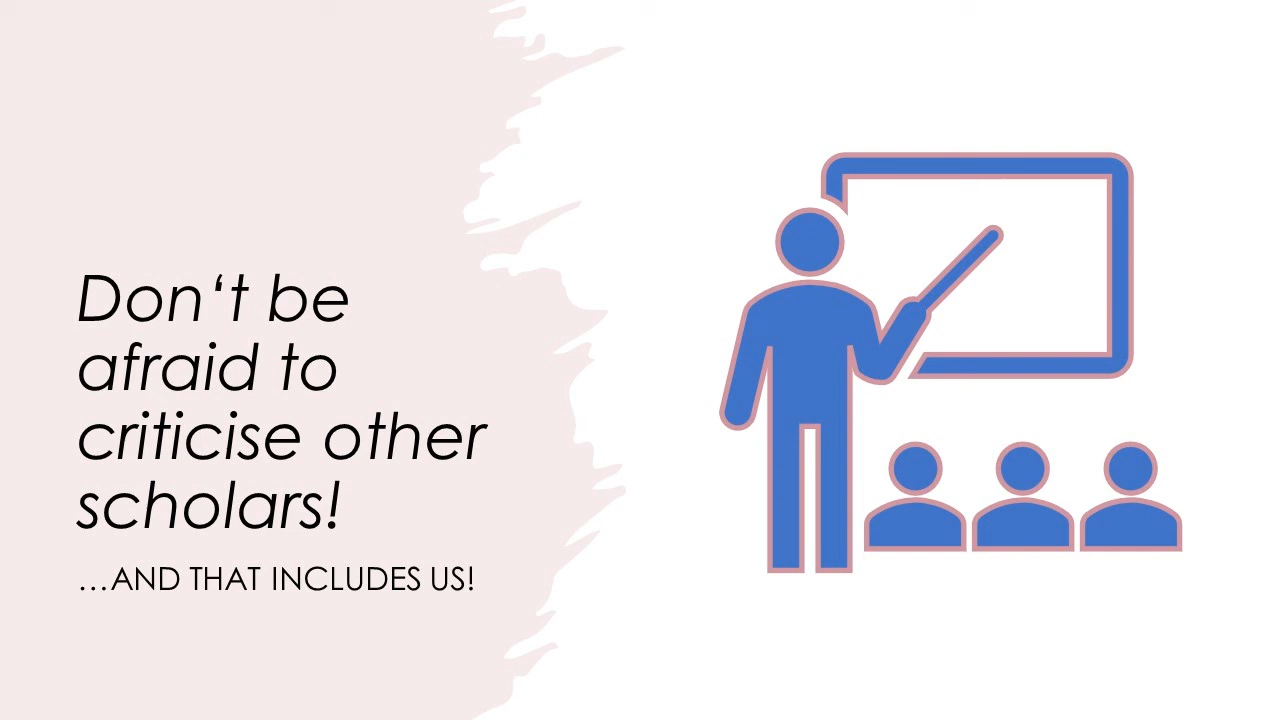 Don‘t be
afraid to
criticise other
scholars!
…AND THAT INCLUDES US!